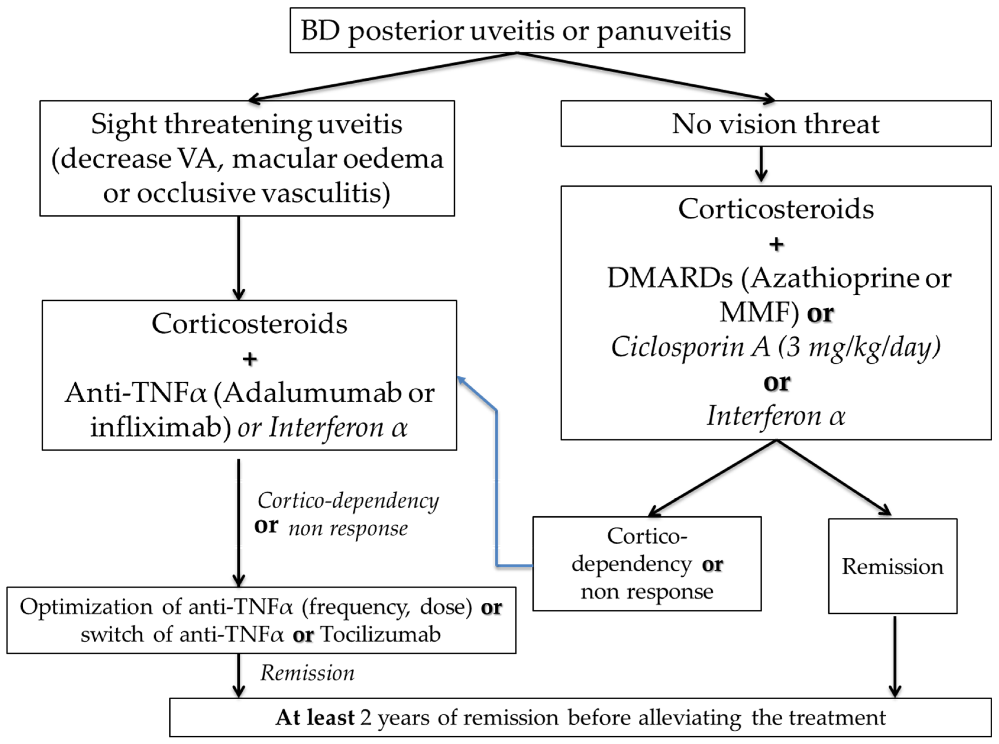 BD posterior uveitis or panuveitis
Sight threatening uveitis
(decrease VA, macular oedema
or occlusive vasculitis)
No vision threat
Corticosteroids
+
DMARDs (Azathioprine or
MMF) or
Ciclosporin A (3 mg/kg/day)
or
Interferon α
Corticosteroids
+
Anti-TNFα (Adalumumab or
infliximab) or Interferon α
Cortico-dependency
or non response
Cortico-
dependency or
non response
Remission
Optimization of anti-TNFα (frequency, dose) or
switch of anti-TNFα or Tocilizumab
Remission
At least 2 years of remission before alleviating the treatment